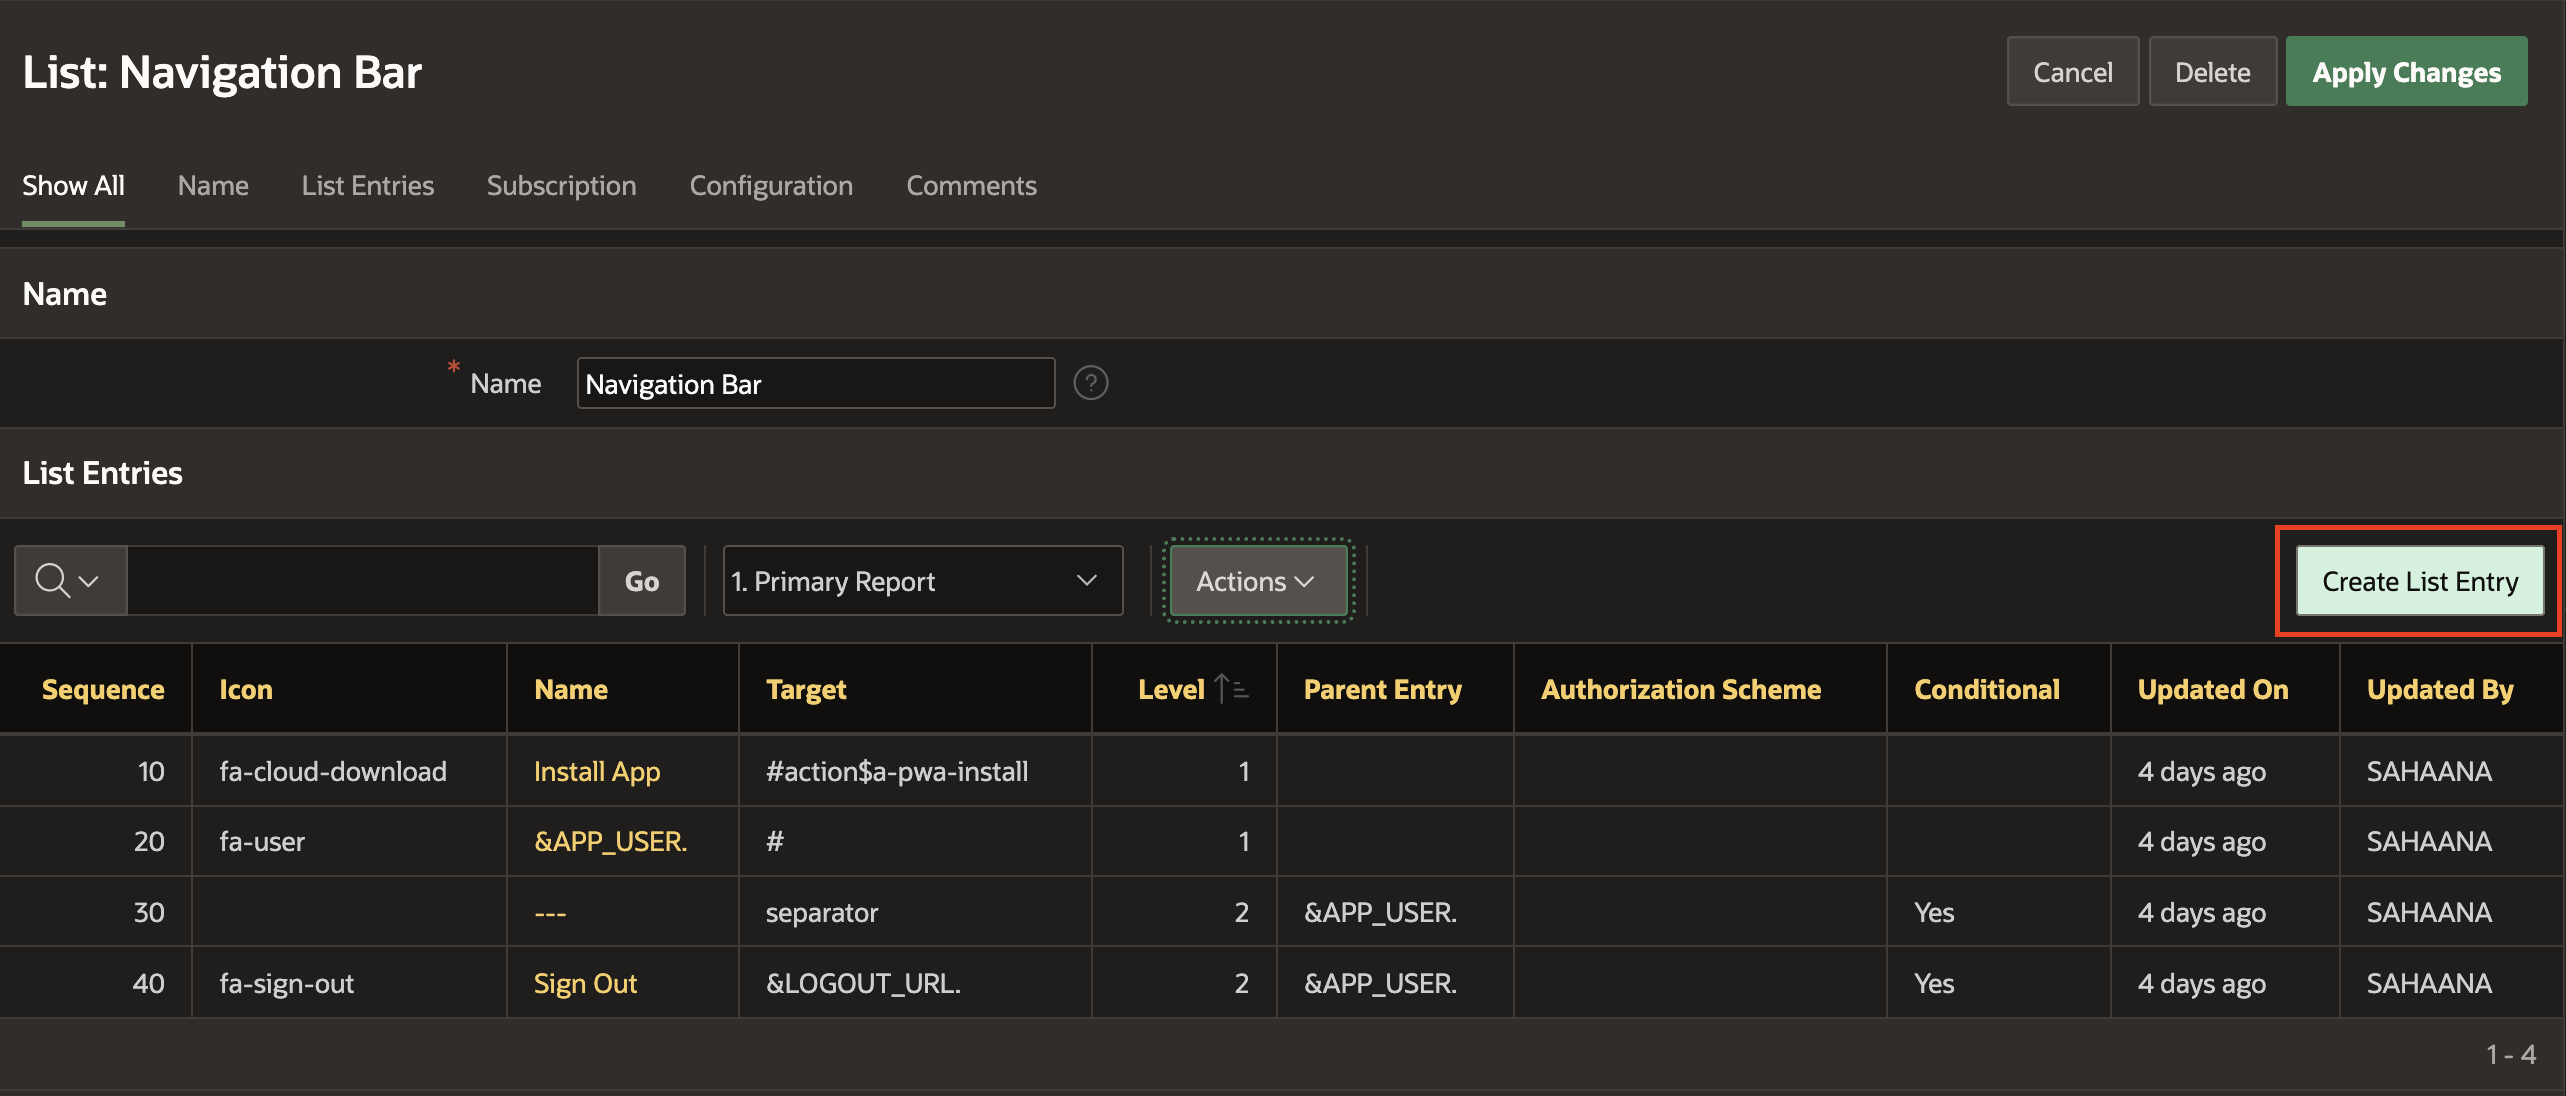 List: Navigation Bar
Cancel Delete Apply Changes
Show All Name List Entries Subscription Configuration Comments
Name
* Name Navigation Bar ?
List Entries
Go 1. Primary Report Actions Create List Entry
Sequence Icon Name Target Level Parent Entry Authorization Scheme Conditional Updated On Updated By
10 fa-cloud-download Install App #action$a-pwa-install 1 4 days ago SAHAANA
20 fa-user &APP_USER. # 1 4 days ago SAHAANA
30 --- separator 2 &APP_USER. Yes 4 days ago SAHAANA
40 fa-sign-out Sign Out &LOGOUT_URL. 2 &APP_USER. Yes 4 days ago SAHAANA
1 - 4